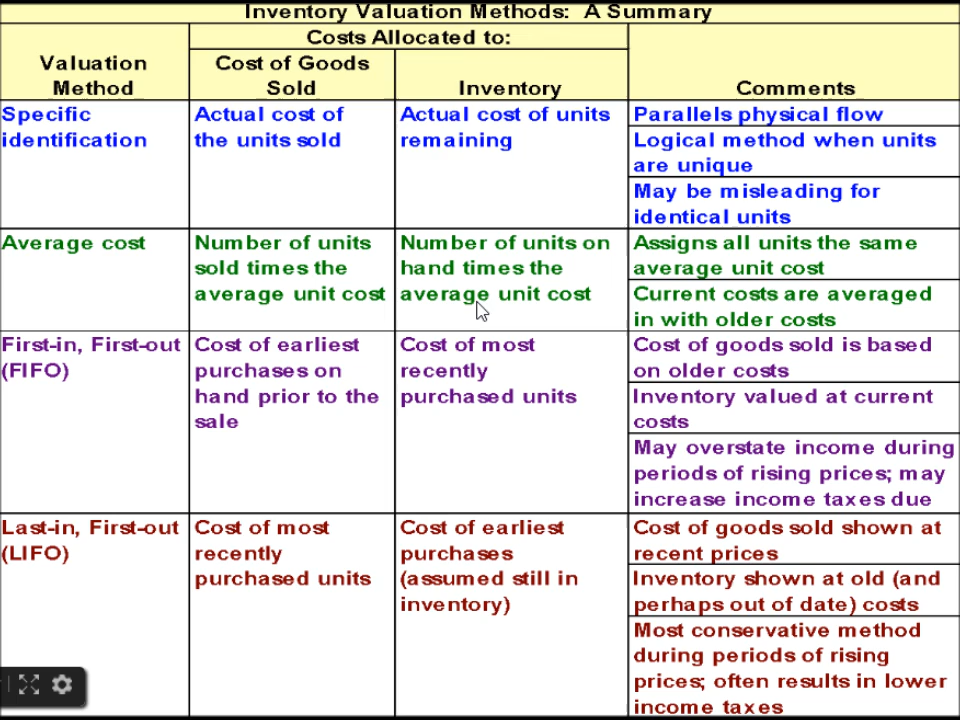 Inventory Valuation Methods: A Summary
Costs Allocated to:
Valuation
Method
Cost of Goods
Sold
Inventory
Comments
Specific
identification
Actual cost of
the units sold
Actual cost of units
remaining
Parallels physical flow
Logical method when units
are unique
May be misleading for
identical units
Average cost
Number of units
sold times the
average unit cost
Number of units on
hand times the
average unit cost
Assigns all units the same
average unit cost
Current costs are averaged
in with older costs
First-in, First-out
(FIFO)
Cost of earliest
purchases on
hand prior to the
sale
Cost of most
recently
purchased units
Cost of goods sold is based
on older costs
Inventory valued at current
costs
May overstate income during
periods of rising prices; may
increase income taxes due
Last-in, First-out
(LIFO)
Cost of most
recently
purchased units
Cost of earliest
purchases
(assumed still in
inventory)
Cost of goods sold shown at
recent prices
Inventory shown at old (and
perhaps out of date) costs
Most conservative method
during periods of rising
prices; often results in lower
income taxes